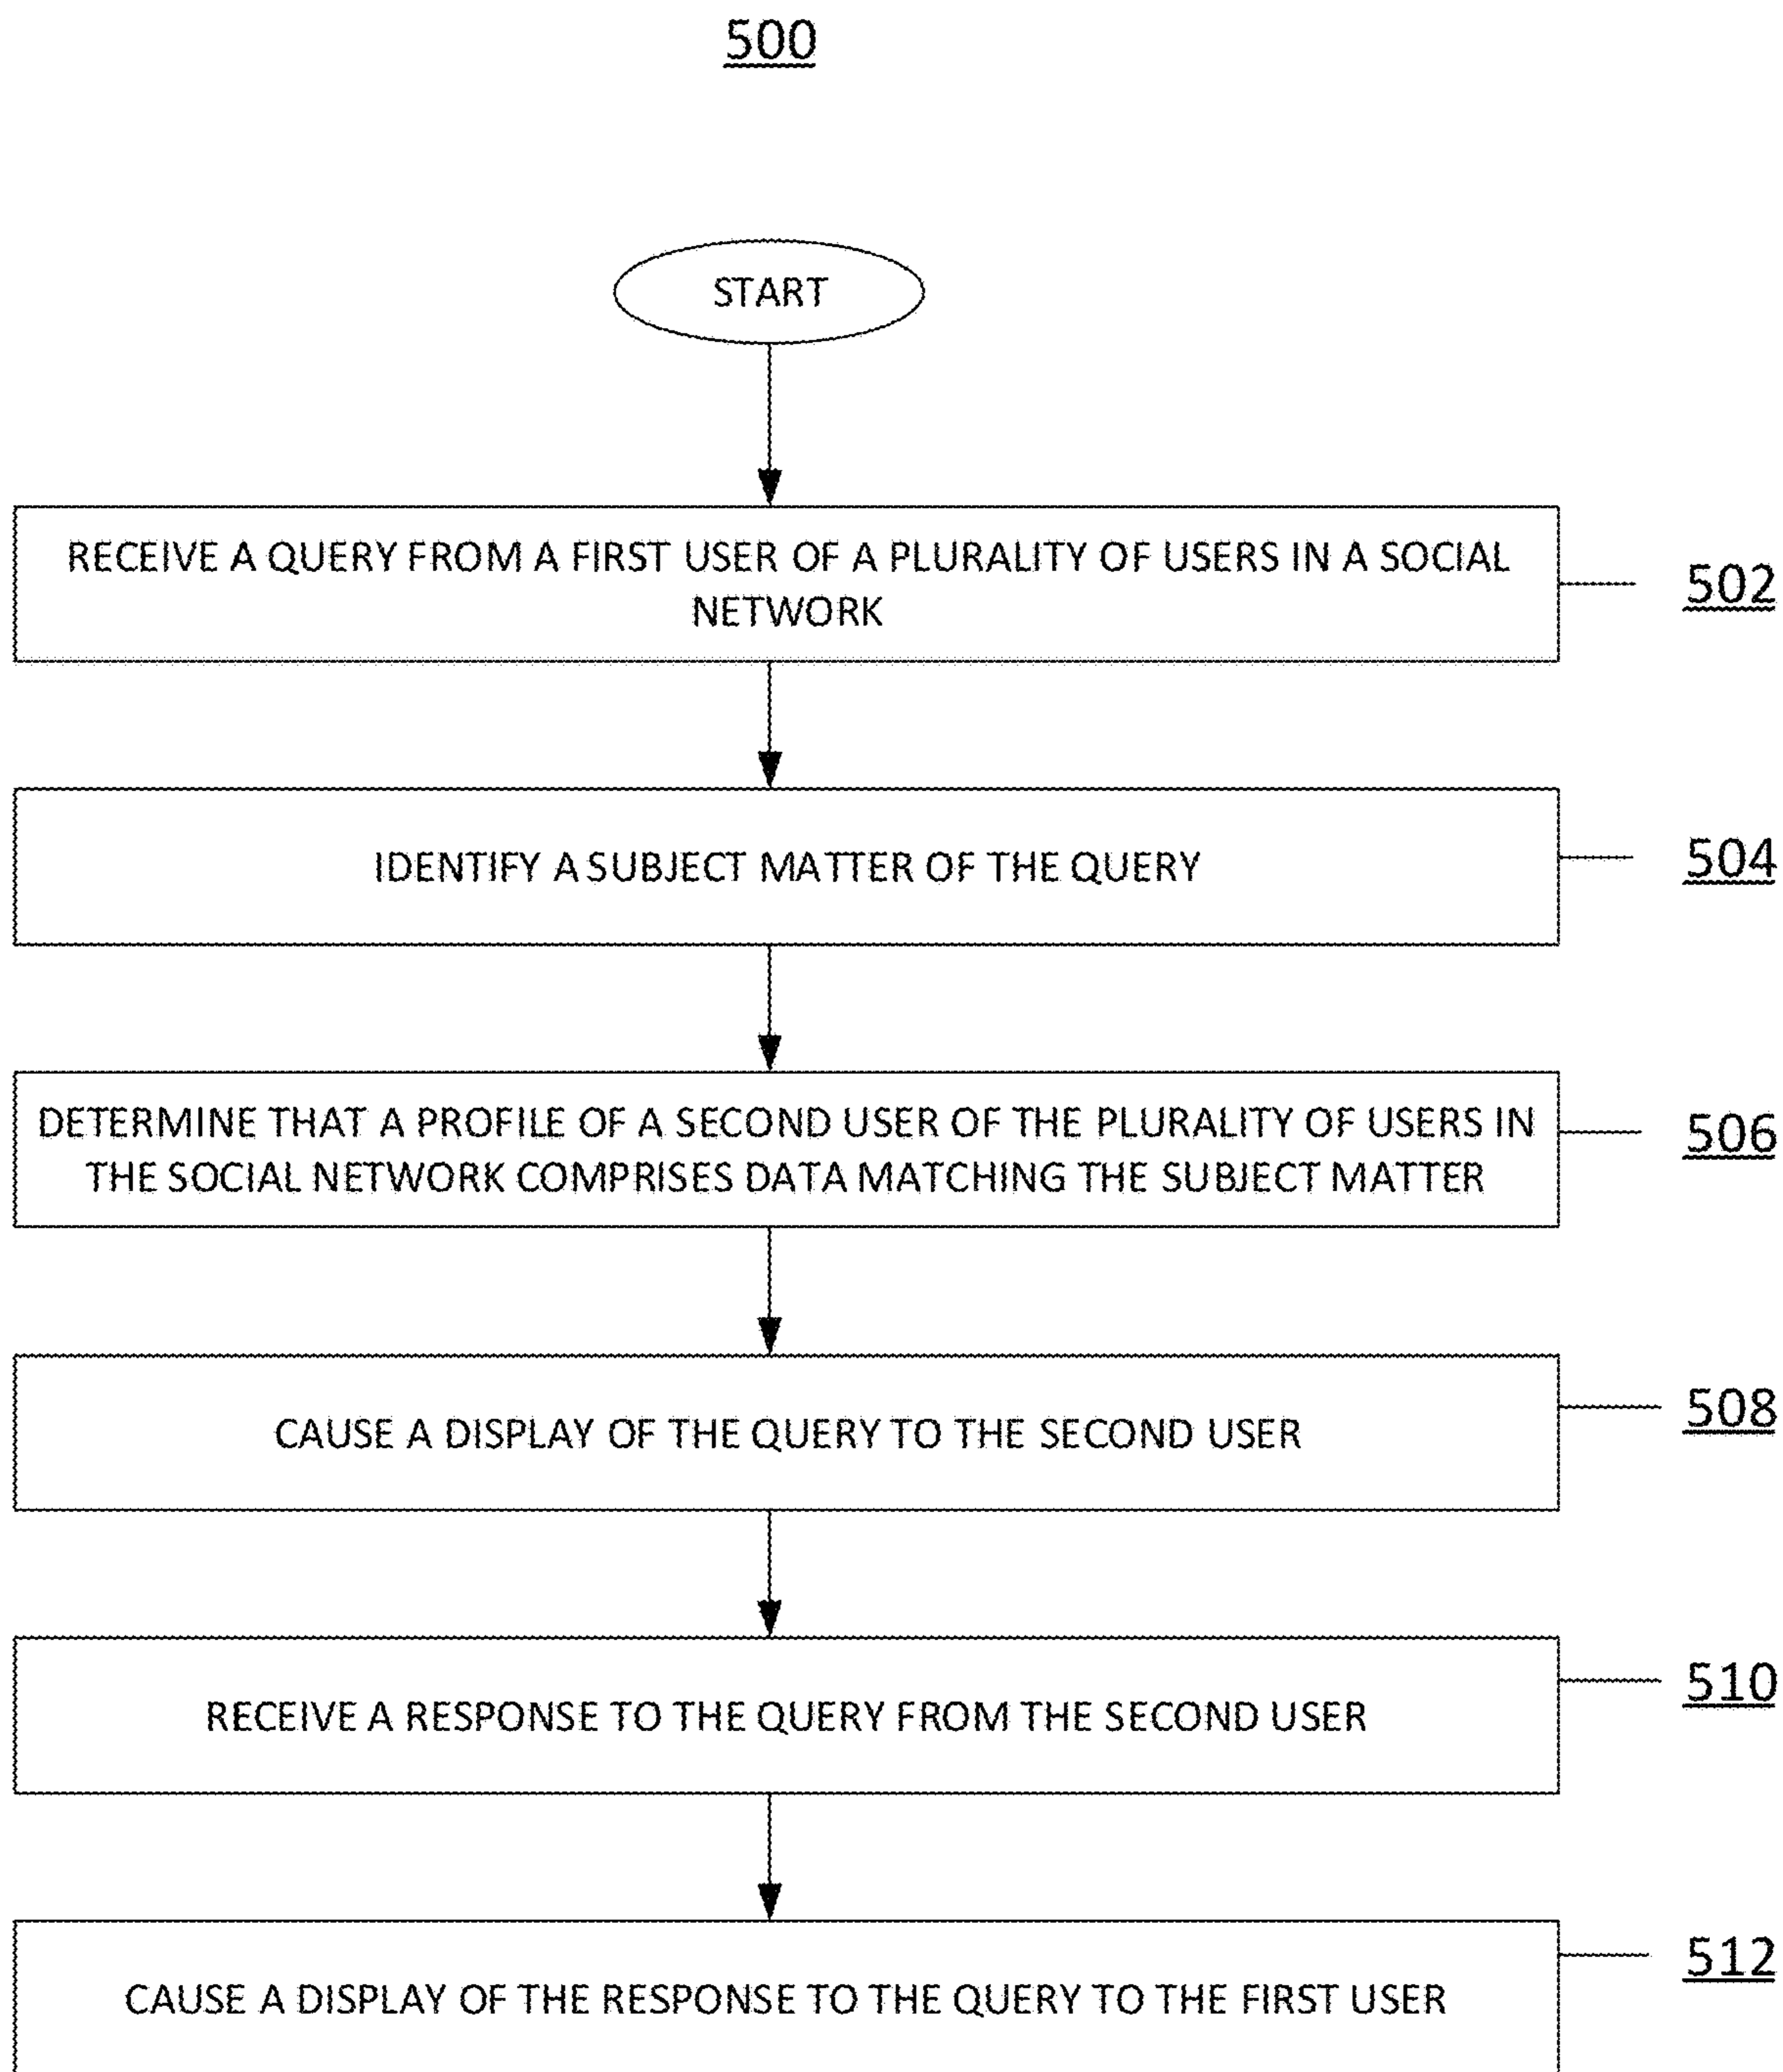 500
START
RECEIVE A QUERY FROM A FIRST USER OF A PLURALITY OF USERS IN A SOCIAL
NETWORK
502
IDENTIFY A SUBJECT MATTER OF THE QUERY
504
DETERMINE THAT A PROFILE OF A SECOND USER OF THE PLURALITY OF USERS IN
THE SOCIAL NETWORK COMPRISES DATA MATCHING THE SUBJECT MATTER
506
CAUSE A DISPLAY OF THE QUERY TO THE SECOND USER
508
RECEIVE A RESPONSE TO THE QUERY FROM THE SECOND USER
510
CAUSE A DISPLAY OF THE RESPONSE TO THE QUERY TO THE FIRST USER
512